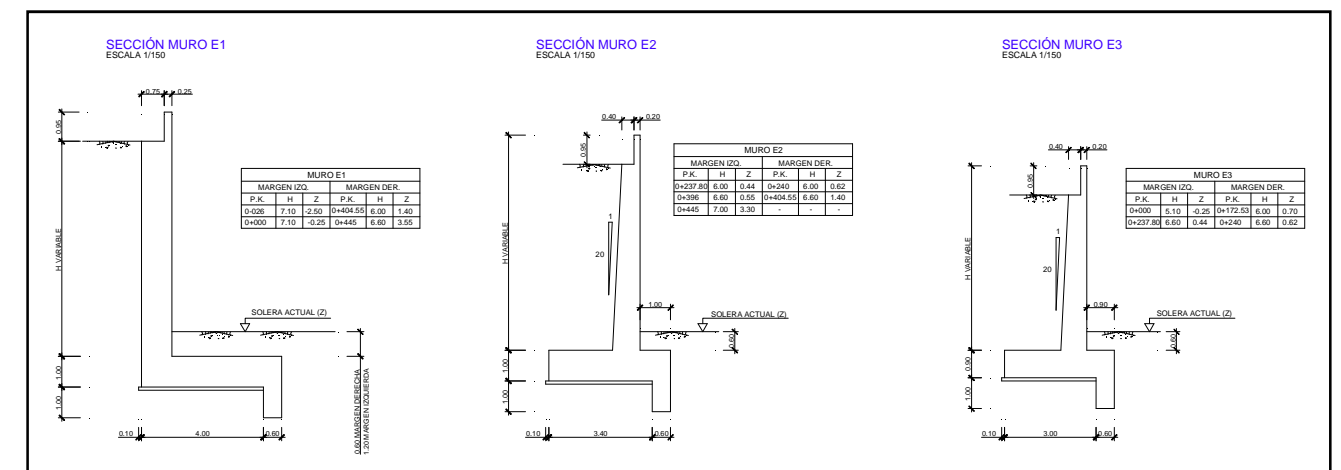 SECCIÓN MURO E1
ESCALA 1/150
0.75 0.25
0.95
H VARIABLE
MURO E1
MARGEN IZQ. MARGEN DER.
P.K. H Z P.K. H Z
0-026 7.10 -2.50 0+404.55 6.00 1.40
0+000 7.10 -0.25 0+445 6.60 3.55
SOLERA ACTUAL (Z)
1.00
1.00
0.60 MARGEN DERECHA
1.20 MARGEN IZQUIERDA
0.10 4.00 0.60
SECCIÓN MURO E2
ESCALA 1/150
0.40 0.20
0.95
H VARIABLE
1
20
MURO E2
MARGEN IZQ. MARGEN DER.
P.K. H Z P.K. H Z
0+237.80 6.00 0.44 0+240 6.00 0.62
0+396 6.60 0.55 0+404.55 6.60 1.40
0+445 7.00 3.30 - - -
1.00
SOLERA ACTUAL (Z)
0.60
1.00
1.00
0.10 3.40 0.60
SECCIÓN MURO E3
ESCALA 1/150
0.40 0.20
0.95
H VARIABLE
1
20
MURO E3
MARGEN IZQ. MARGEN DER.
P.K. H Z P.K. H Z
0+000 5.10 -0.25 0+172.53 6.00 0.70
0+237.80 6.60 0.44 0+240 6.60 0.62
0.90
SOLERA ACTUAL (Z)
0.60
0.90
1.00
0.10 3.00 0.60